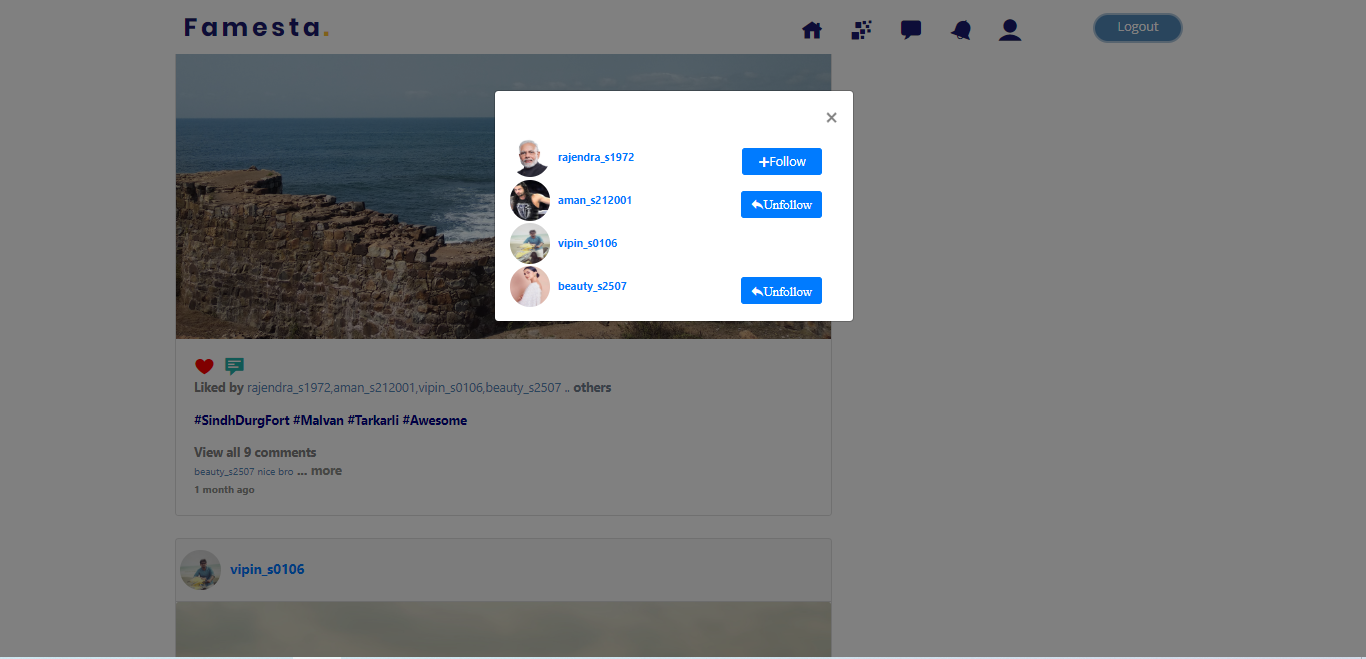 Famesta.
Logout
×
rajendra_s1972
+Follow
aman_s212001
Unfollow
vipin_s0106
beauty_s2507
Unfollow
Liked by rajendra_s1972,aman_s212001,vipin_s0106,beauty_s2507 .. others
#SindhDurgFort #Malvan #Tarkarli #Awesome
View all 9 comments
beauty_s2507 nice bro ... more
1 month ago
vipin_s0106